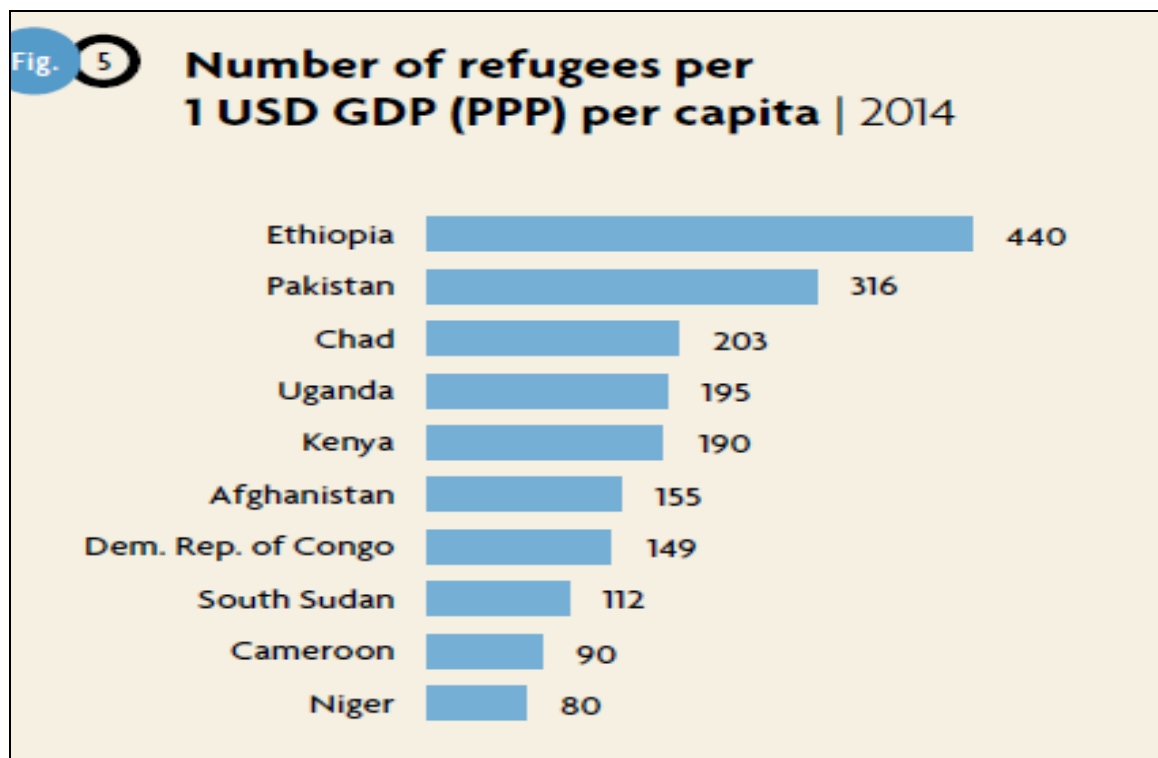 Fig. 5
Number of refugees per
1 USD GDP (PPP) per capita | 2014
Ethiopia 440
Pakistan 316
Chad 203
Uganda 195
Kenya 190
Afghanistan 155
Dem. Rep. of Congo 149
South Sudan 112
Cameroon 90
Niger 80